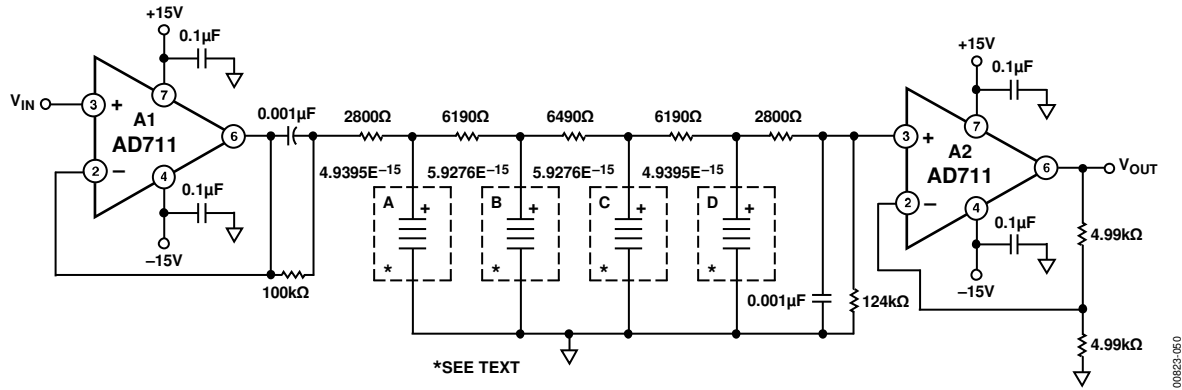 +15V
0.1µF
7
VIN
3
+
A1
AD711
6
2
–
4
0.1µF
–15V
0.001µF
100kΩ
2800Ω
6190Ω
6490Ω
6190Ω
2800Ω
4.9395E–15
5.9276E–15
5.9276E–15
4.9395E–15
A
+
*
B
+
*
C
+
*
D
+
*
0.001µF
124kΩ
*SEE TEXT
+15V
0.1µF
7
3
+
A2
AD711
6
VOUT
2
–
4
0.1µF
–15V
4.99kΩ
4.99kΩ
00823-050